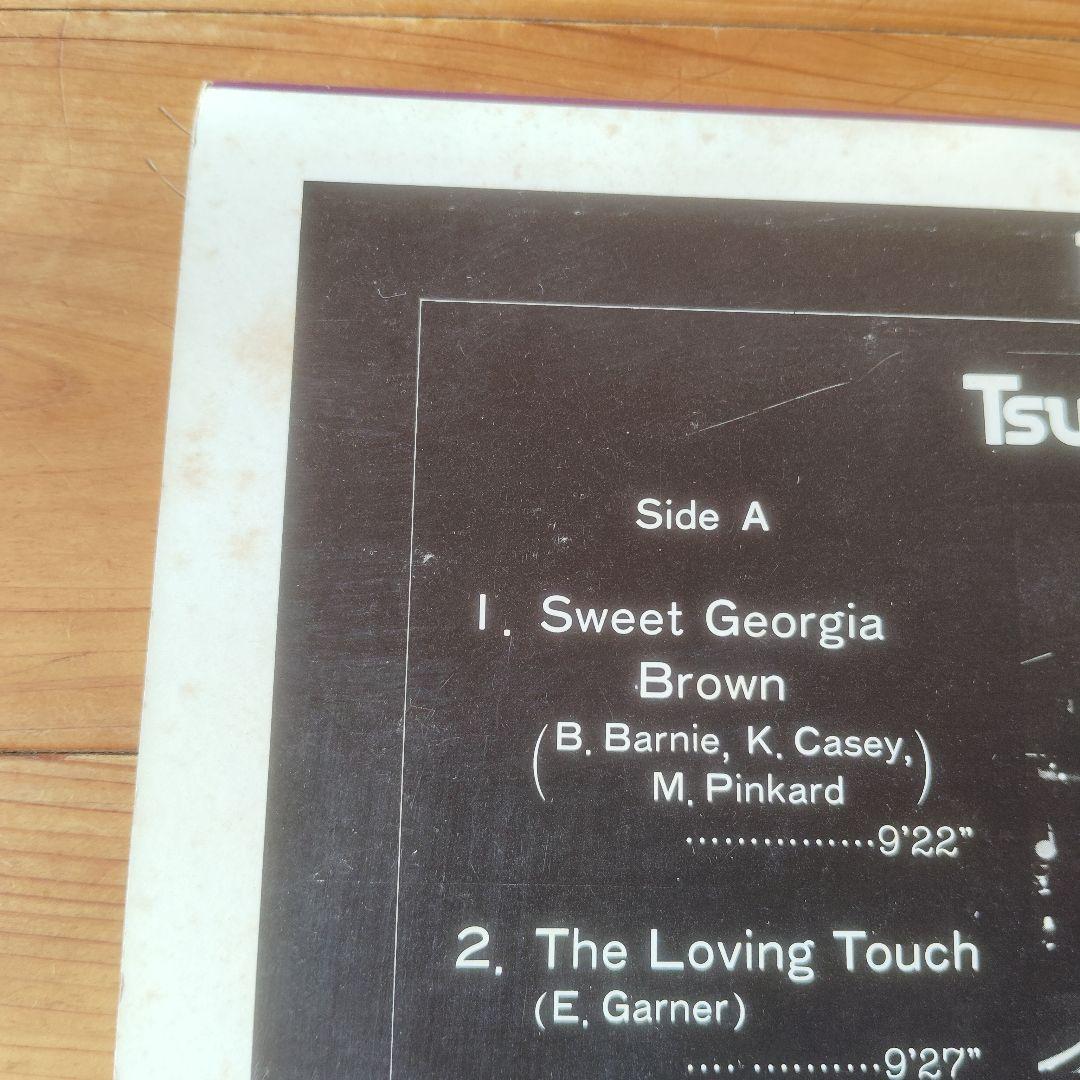 Tsu
Side A
1. Sweet Georgia
Brown
(B. Barnie, K. Casey,
M. Pinkard)
...............9'22"
2. The Loving Touch
(E. Garner)
.... ..........9'27"